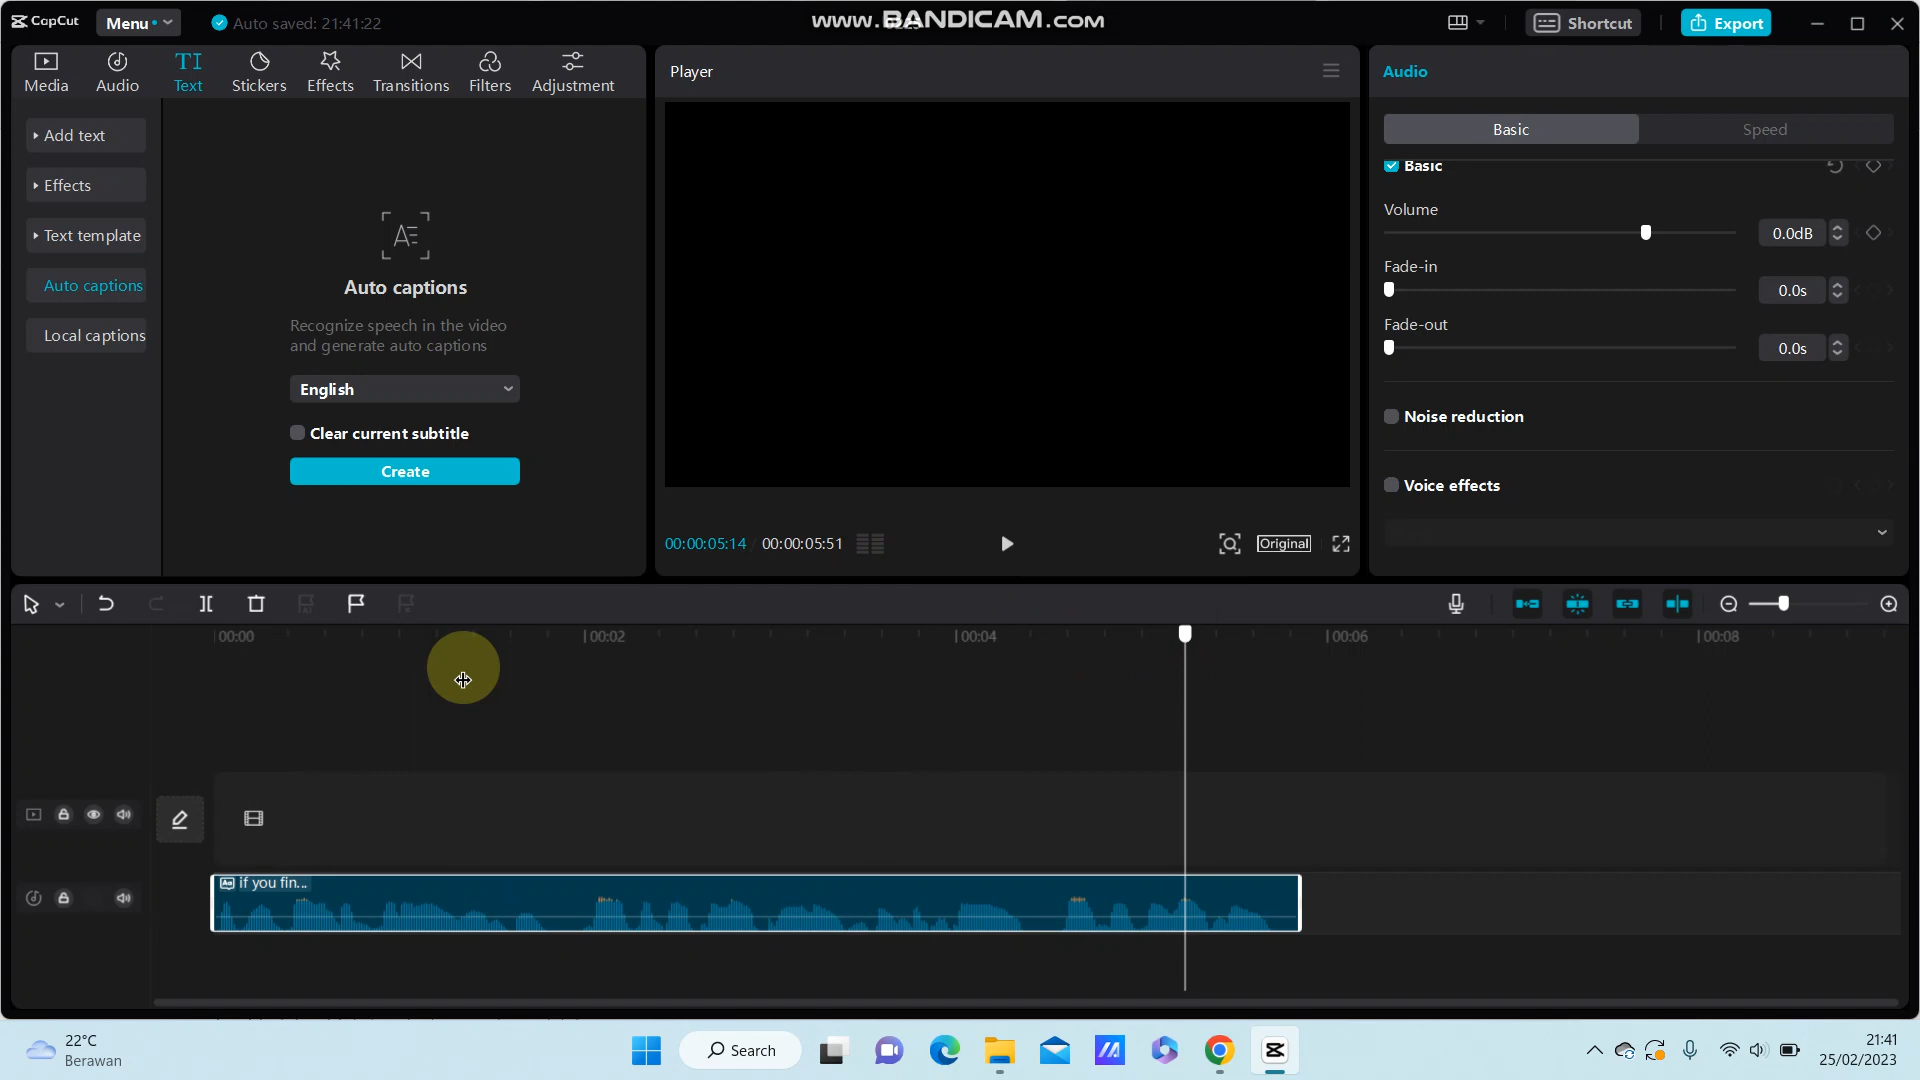 CapCut
Menu
Auto saved: 21:41:22
www.BANDICAM.com
Shortcut
Export
Media
Audio
Text
Stickers
Effects
Transitions
Filters
Adjustment
Add text
Effects
Text template
Auto captions
Local captions
Auto captions
Recognize speech in the video
and generate auto captions
English
Clear current subtitle
Create
Player
00:00:05:14
00:00:05:51
Original
Audio
Basic
Speed
Basic
Volume
0.0dB
Fade-in
0.0s
Fade-out
0.0s
Noise reduction
Voice effects
00:00
00:02
00:04
00:06
00:08
if you fin...
22°C
Berawan
Search
21:41
25/02/2023